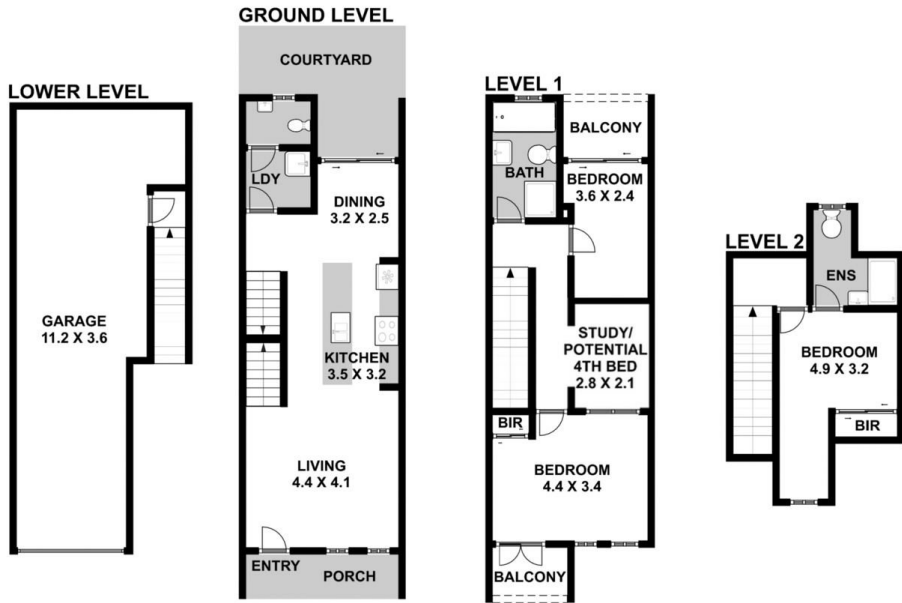 LOWER LEVEL
GARAGE
11.2 X 3.6
GROUND LEVEL
COURTYARD
LDY
DINING
3.2 X 2.5
KITCHEN
3.5 X 3.2
LIVING
4.4 X 4.1
ENTRY
PORCH
LEVEL 1
BALCONY
BATH
BEDROOM
3.6 X 2.4
STUDY/
POTENTIAL
4TH BED
2.8 X 2.1
BIR
BEDROOM
4.4 X 3.4
BALCONY
LEVEL 2
ENS
BEDROOM
4.9 X 3.2
BIR